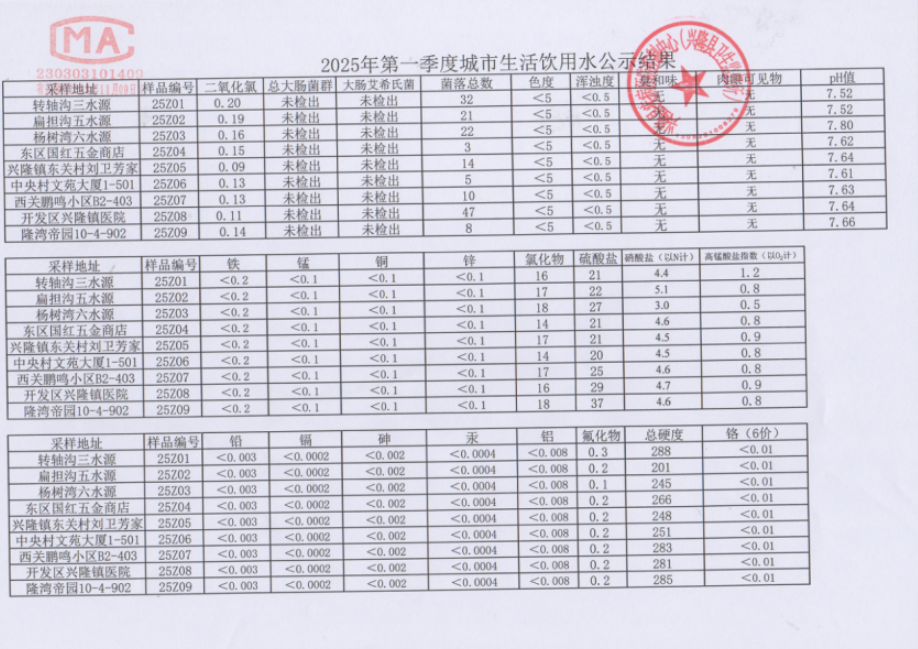 MA
230303101409
2025年第一季度城市生活饮用水公示结果
采样地址 样品编号 二氧化氯 总大肠菌群 大肠艾希氏菌 菌落总数 色度 浑浊度 臭和味 肉眼可见物 pH值
转轴沟三水源 25Z01 0.20 未检出 未检出 32 <5 <0.5 无 无 7.52
扁担沟五水源 25Z02 0.19 未检出 未检出 21 <5 <0.5 无 无 7.52
杨树湾六水源 25Z03 0.16 未检出 未检出 22 <5 <0.5 无 无 7.80
东区国红五金商店 25Z04 0.15 未检出 未检出 3 <5 <0.5 无 无 7.62
兴隆镇东关村刘卫芳家 25Z05 0.09 未检出 未检出 14 <5 <0.5 无 无 7.64
中央村文苑大厦1-501 25Z06 0.13 未检出 未检出 5 <5 <0.5 无 无 7.61
西关鹏鸣小区B2-403 25Z07 0.13 未检出 未检出 10 <5 <0.5 无 无 7.63
开发区兴隆镇医院 25Z08 0.11 未检出 未检出 47 <5 <0.5 无 无 7.64
隆湾帝园10-4-902 25Z09 0.14 未检出 未检出 8 <5 <0.5 无 无 7.66
采样地址 样品编号 铁 锰 铜 锌 氯化物 硫酸盐 硝酸盐（以N计） 高锰酸盐指数（以O2计）
转轴沟三水源 25Z01 <0.2 <0.1 <0.1 <0.1 16 21 4.4 1.2
扁担沟五水源 25Z02 <0.2 <0.1 <0.1 <0.1 17 22 5.1 0.8
杨树湾六水源 25Z03 <0.2 <0.1 <0.1 <0.1 18 27 3.0 0.5
东区国红五金商店 25Z04 <0.2 <0.1 <0.1 <0.1 14 21 4.6 0.8
兴隆镇东关村刘卫芳家 25Z05 <0.2 <0.1 <0.1 <0.1 17 21 4.5 0.9
中央村文苑大厦1-501 25Z06 <0.2 <0.1 <0.1 <0.1 14 20 4.5 0.8
西关鹏鸣小区B2-403 25Z07 <0.2 <0.1 <0.1 <0.1 17 25 4.6 0.8
开发区兴隆镇医院 25Z08 <0.2 <0.1 <0.1 <0.1 16 29 4.7 0.9
隆湾帝园10-4-902 25Z09 <0.2 <0.1 <0.1 <0.1 18 37 4.6 0.8
采样地址 样品编号 铅 镉 砷 汞 铝 氟化物 总硬度 铬（6价）
转轴沟三水源 25Z01 <0.003 <0.0002 <0.002 <0.0004 <0.008 0.3 288 <0.01
扁担沟五水源 25Z02 <0.003 <0.0002 <0.002 <0.0004 <0.008 0.2 201 <0.01
杨树湾六水源 25Z03 <0.003 <0.0002 <0.002 <0.0004 <0.008 0.1 245 <0.01
东区国红五金商店 25Z04 <0.003 <0.0002 <0.002 <0.0004 <0.008 0.2 266 <0.01
兴隆镇东关村刘卫芳家 25Z05 <0.003 <0.0002 <0.002 <0.0004 <0.008 0.2 248 <0.01
中央村文苑大厦1-501 25Z06 <0.003 <0.0002 <0.002 <0.0004 <0.008 0.2 251 <0.01
西关鹏鸣小区B2-403 25Z07 <0.003 <0.0002 <0.002 <0.0004 <0.008 0.2 283 <0.01
开发区兴隆镇医院 25Z08 <0.003 <0.0002 <0.002 <0.0004 <0.008 0.2 281 <0.01
隆湾帝园10-4-902 25Z09 <0.003 <0.0002 <0.002 <0.0004 <0.008 0.2 285 <0.01